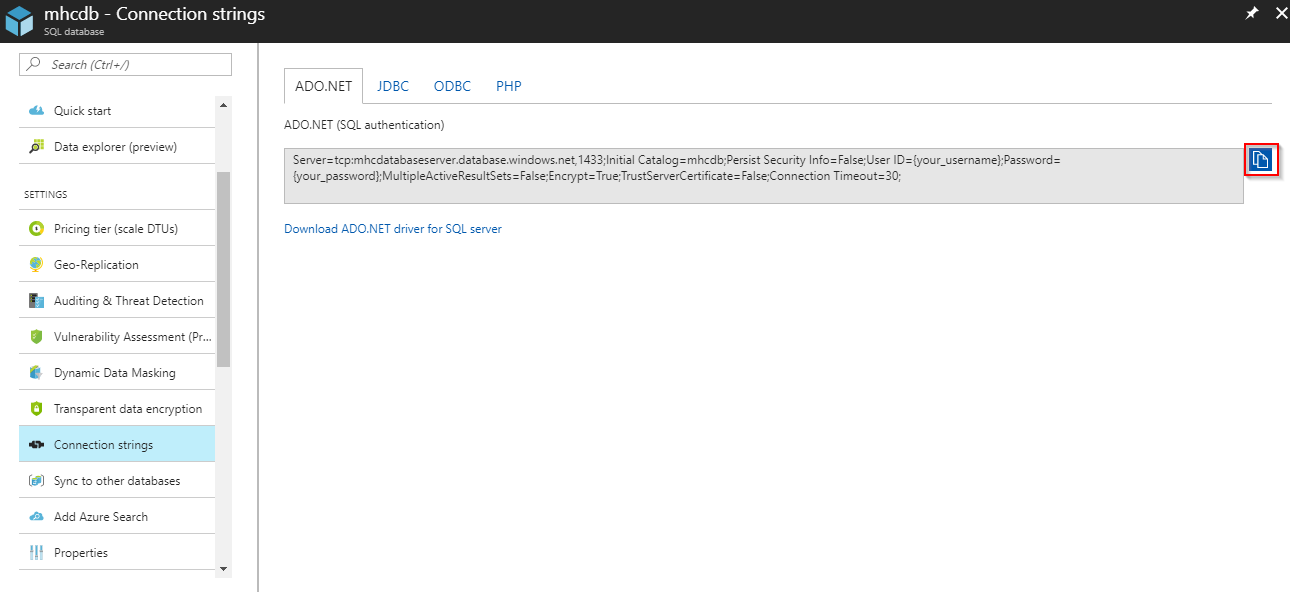 mhcdb - Connection strings
SQL database
Search (Ctrl+/)
Quick start
Data explorer (preview)
SETTINGS
Pricing tier (scale DTUs)
Geo-Replication
Auditing & Threat Detection
Vulnerability Assessment (Pr...
Dynamic Data Masking
Transparent data encryption
Connection strings
Sync to other databases
Add Azure Search
Properties
ADO.NET JDBC ODBC PHP
ADO.NET (SQL authentication)
Server=tcp:mhcdatabaseserver.database.windows.net,1433;Initial Catalog=mhcdb;Persist Security Info=False;User ID={your_username};Password=
{your_password};MultipleActiveResultSets=False;Encrypt=True;TrustServerCertificate=False;Connection Timeout=30;
Download ADO.NET driver for SQL server